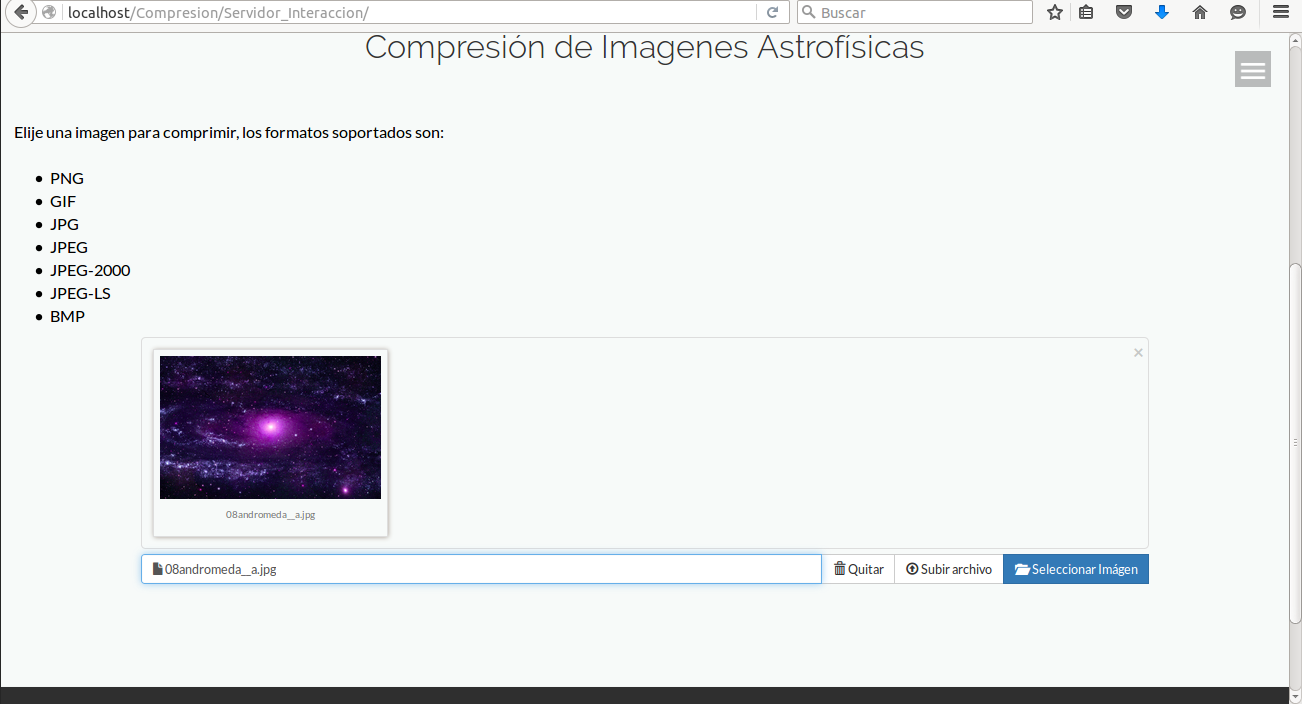 localhost/Compresion/Servidor_Interaccion/
Buscar
Compresión de Imagenes Astrofísicas
Elije una imagen para comprimir, los formatos soportados son:
PNG
GIF
JPG
JPEG
JPEG-2000
JPEG-LS
BMP
08andromeda__a.jpg
08andromeda__a.jpg Quitar Subir archivo Seleccionar Imágen